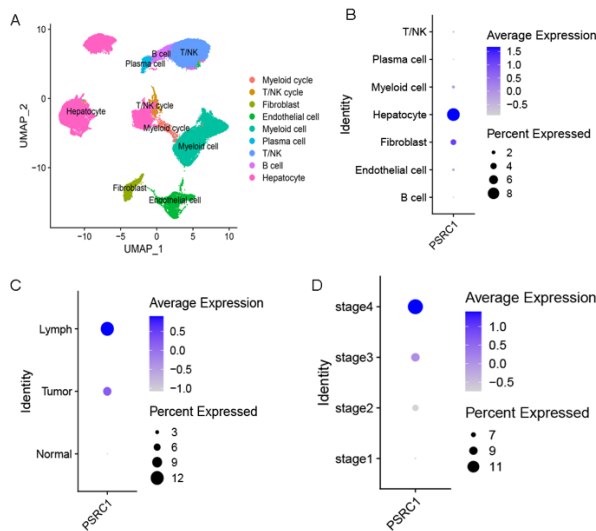 A
10
0
−10
UMAP_2
−10
−5
0
5
10
UMAP_1
B cell
T/NK
Plasma cell
T/NK cycle
Hepatocyte
Myeloid cycle
Myeloid cell
Fibroblast
Endothelial cell
Myeloid cycle
T/NK cycle
Fibroblast
Endothelial cell
Myeloid cell
Plasma cell
T/NK
B cell
Hepatocyte
B
Identity
T/NK
Plasma cell
Myeloid cell
Hepatocyte
Fibroblast
Endothelial cell
B cell
PSRC1
Average Expression
1.5
1.0
0.5
0.0
−0.5
Percent Expressed
2
4
6
8
C
Identity
Lymph
Tumor
Normal
PSRC1
Average Expression
0.5
0.0
−0.5
−1.0
Percent Expressed
3
6
9
12
D
Identity
stage4
stage3
stage2
stage1
PSRC1
Average Expression
1.0
0.5
0.0
−0.5
Percent Expressed
7
9
11